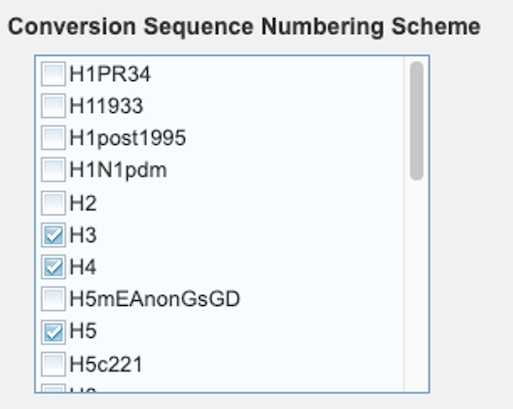 Conversion Sequence Numbering Scheme
H1PR34
H11933
H1post1995
H1N1pdm
H2
H3
H4
H5mEAnonGsGD
H5
H5c221